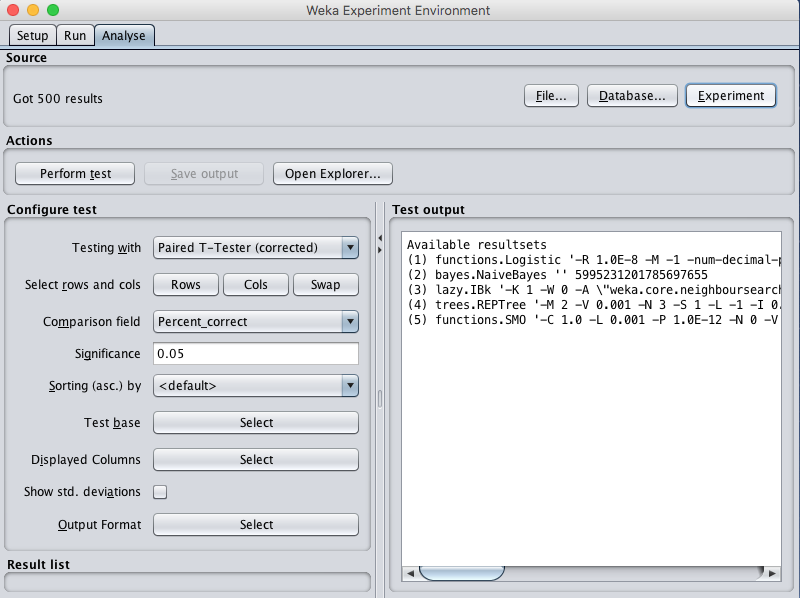 Weka Experiment Environment
Setup Run Analyse
Source
Got 500 results
File... Database... Experiment
Actions
Perform test Save output Open Explorer...
Configure test
Testing with Paired T-Tester (corrected)
Select rows and cols Rows Cols Swap
Comparison field Percent_correct
Significance 0.05
Sorting (asc.) by <default>
Test base Select
Displayed Columns Select
Show std. deviations
Output Format Select
Result list
Test output
Available resultsets
(1) functions.Logistic '-R 1.0E-8 -M -1 -num-decimal-p
(2) bayes.NaiveBayes '' 5995231201785697655
(3) lazy.IBk '-K 1 -W 0 -A \"weka.core.neighboursearch
(4) trees.REPTree '-M 2 -V 0.001 -N 3 -S 1 -L -1 -I 0.
(5) functions.SMO '-C 1.0 -L 0.001 -P 1.0E-12 -N 0 -V